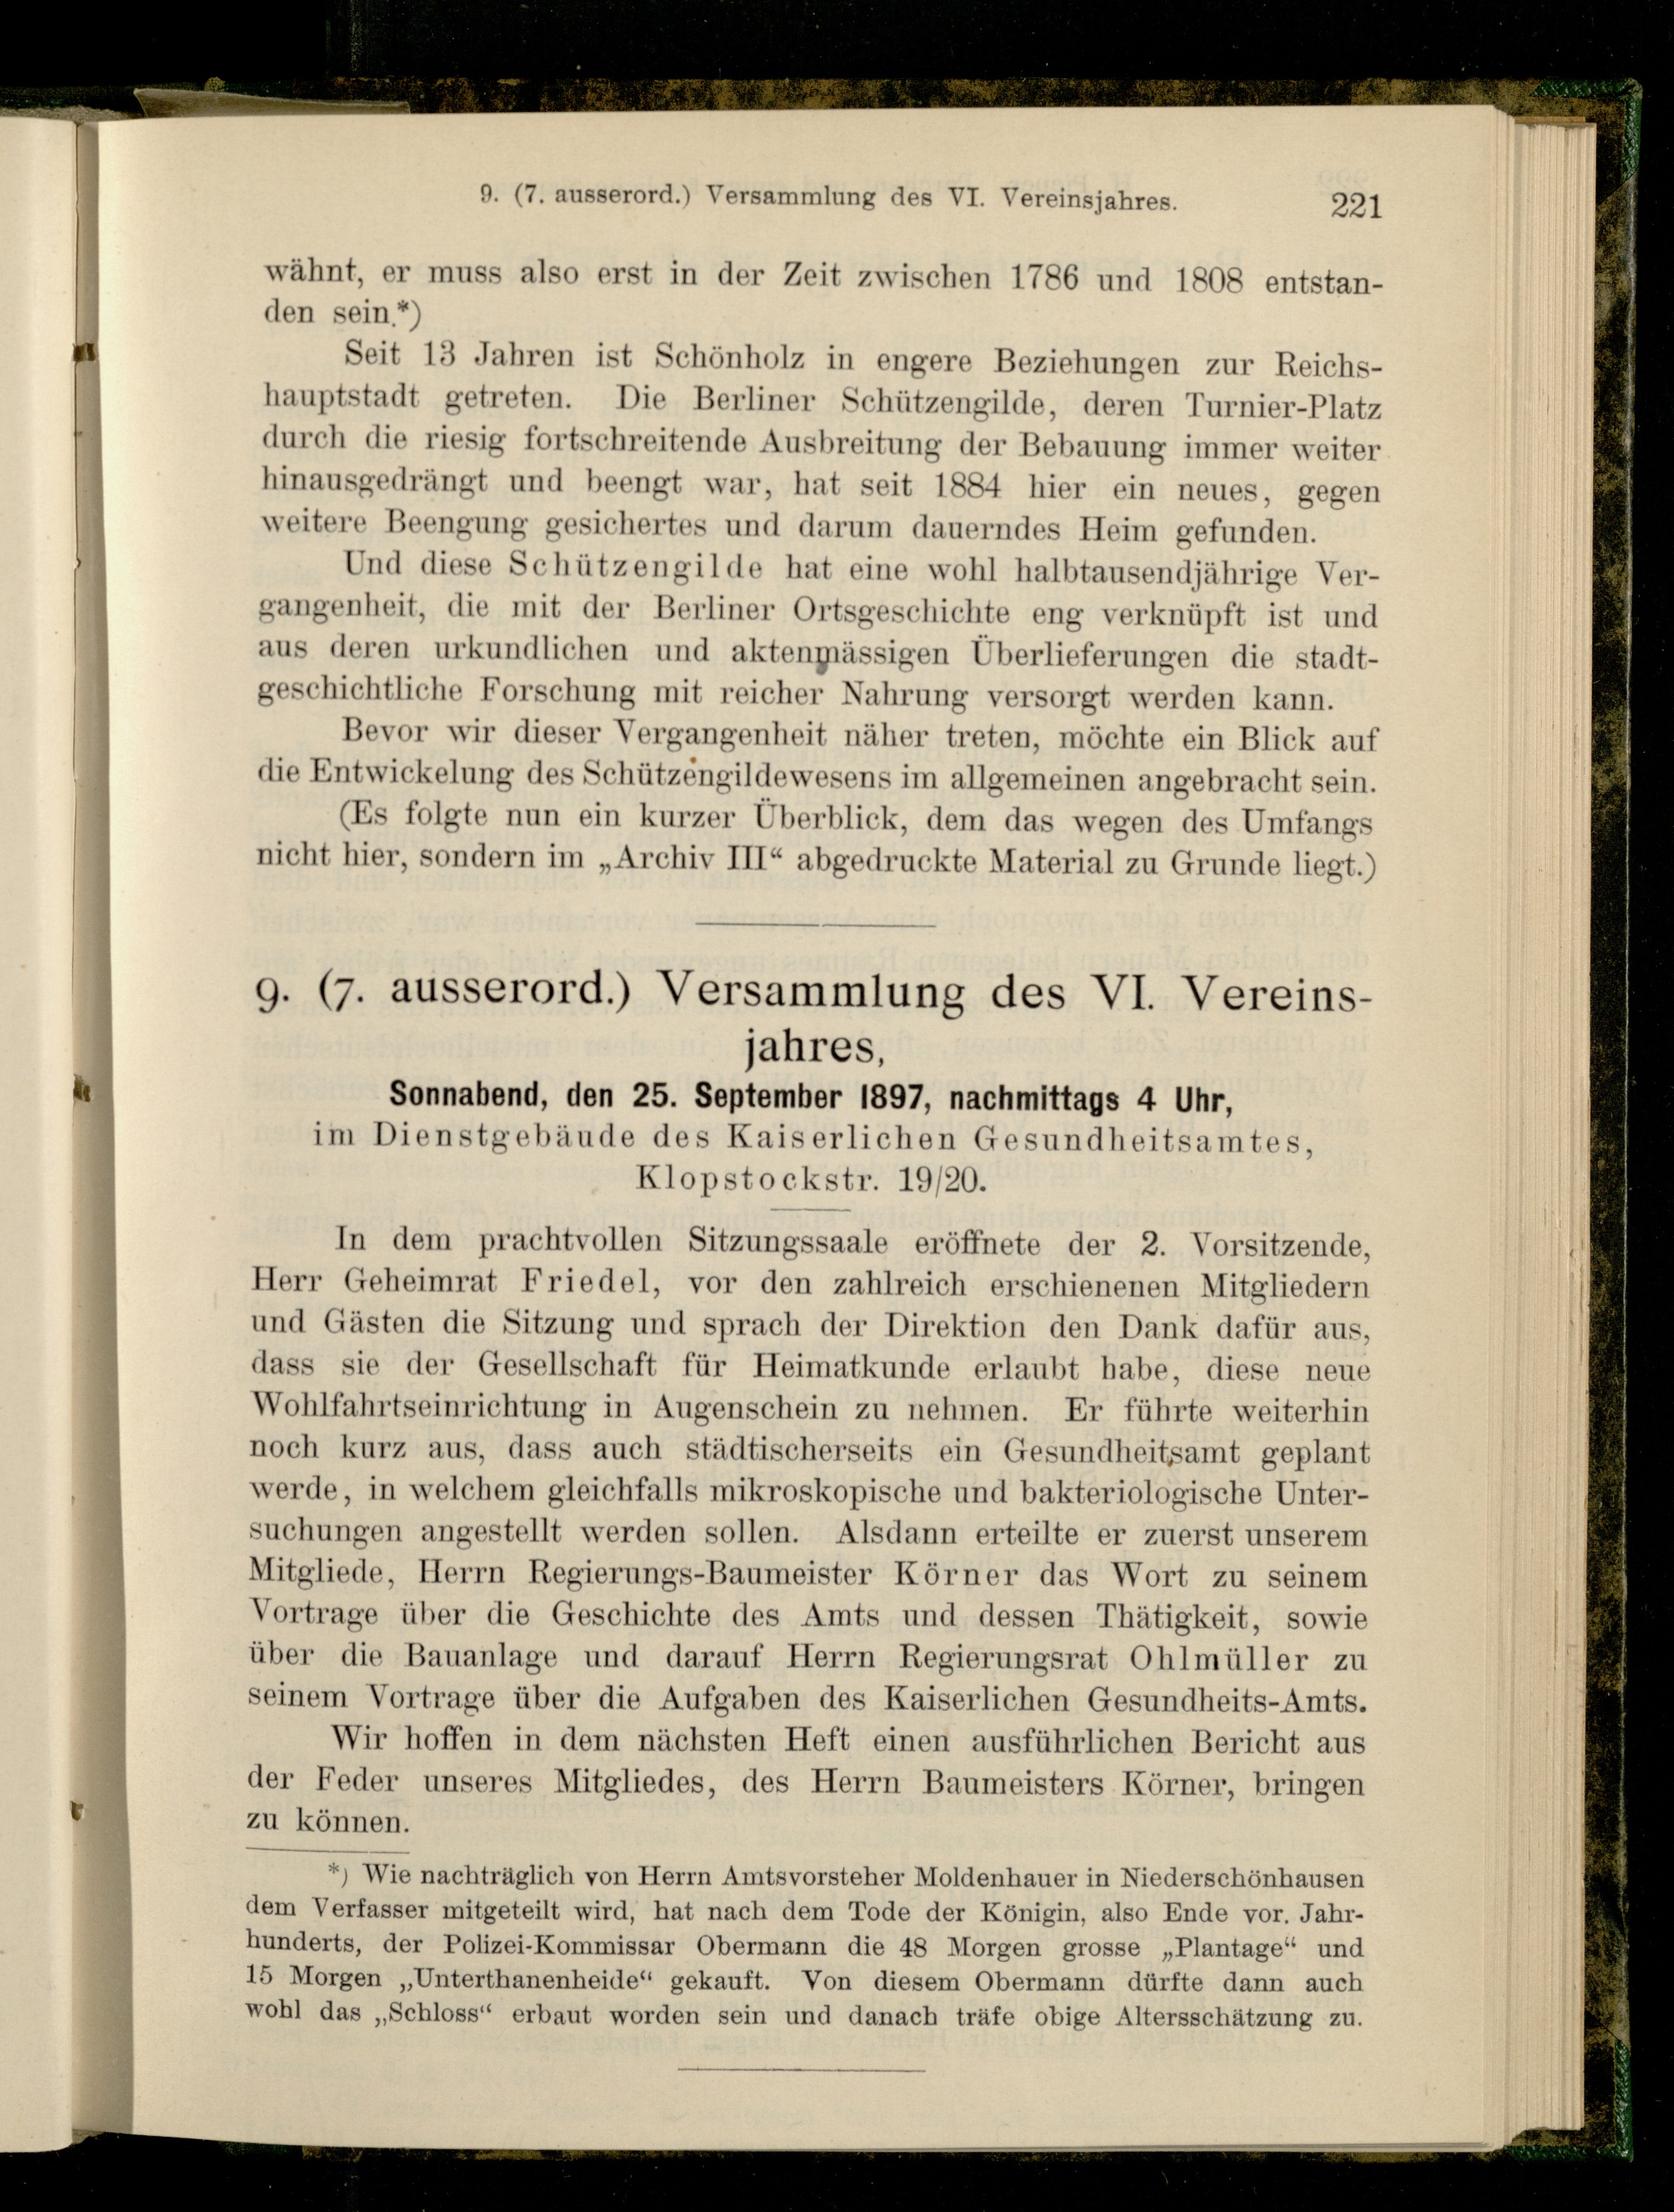 9. (7. ausserord.) Versammlung des VI. Vereinsjahres.
221
wähnt, er muss also erst in der Zeit zwischen 1786 und 1808 entstan-
den sein.*)
Seit 13 Jahren ist Schönholz in engere Beziehungen zur Reichs-
hauptstadt getreten. Die Berliner Schützengilde, deren Turnier-Platz
durch die riesig fortschreitende Ausbreitung der Bebauung immer weiter
hinausgedrängt und beengt war, hat seit 1884 hier ein neues, gegen
weitere Beengung gesichertes und darum dauerndes Heim gefunden.
Und diese Schützengilde hat eine wohl halbtausendjährige Ver-
gangenheit, die mit der Berliner Ortsgeschichte eng verknüpft ist und
aus deren urkundlichen und aktenmässigen Überlieferungen die stadt-
geschichtliche Forschung mit reicher Nahrung versorgt werden kann.
Bevor wir dieser Vergangenheit näher treten, möchte ein Blick auf
die Entwickelung des Schützengildewesens im allgemeinen angebracht sein.
(Es folgte nun ein kurzer Überblick, dem das wegen des Umfangs
nicht hier, sondern im „Archiv III“ abgedruckte Material zu Grunde liegt.)
9. (7. ausserord.) Versammlung des VI. Vereins-
jahres,
Sonnabend, den 25. September 1897, nachmittags 4 Uhr,
im Dienstgebäude des Kaiserlichen Gesundheitsamtes,
Klopstockstr. 19/20.
In dem prachtvollen Sitzungssaale eröffnete der 2. Vorsitzende,
Herr Geheimrat Friedel, vor den zahlreich erschienenen Mitgliedern
und Gästen die Sitzung und sprach der Direktion den Dank dafür aus,
dass sie der Gesellschaft für Heimatkunde erlaubt habe, diese neue
Wohlfahrtseinrichtung in Augenschein zu nehmen. Er führte weiterhin
noch kurz aus, dass auch städtischerseits ein Gesundheitsamt geplant
werde, in welchem gleichfalls mikroskopische und bakteriologische Unter-
suchungen angestellt werden sollen. Alsdann erteilte er zuerst unserem
Mitgliede, Herrn Regierungs-Baumeister Körner das Wort zu seinem
Vortrage über die Geschichte des Amts und dessen Thätigkeit, sowie
über die Bauanlage und darauf Herrn Regierungsrat Ohlmüller zu
seinem Vortrage über die Aufgaben des Kaiserlichen Gesundheits-Amts.
Wir hoffen in dem nächsten Heft einen ausführlichen Bericht aus
der Feder unseres Mitgliedes, des Herrn Baumeisters Körner, bringen
zu können.
*) Wie nachträglich von Herrn Amtsvorsteher Moldenhauer in Niederschönhausen
dem Verfasser mitgeteilt wird, hat nach dem Tode der Königin, also Ende vor. Jahr-
hunderts, der Polizei-Kommissar Obermann die 48 Morgen grosse „Plantage“ und
15 Morgen „Unterthanenheide“ gekauft. Von diesem Obermann dürfte dann auch
wohl das „Schloss“ erbaut worden sein und danach träfe obige Altersschätzung zu.